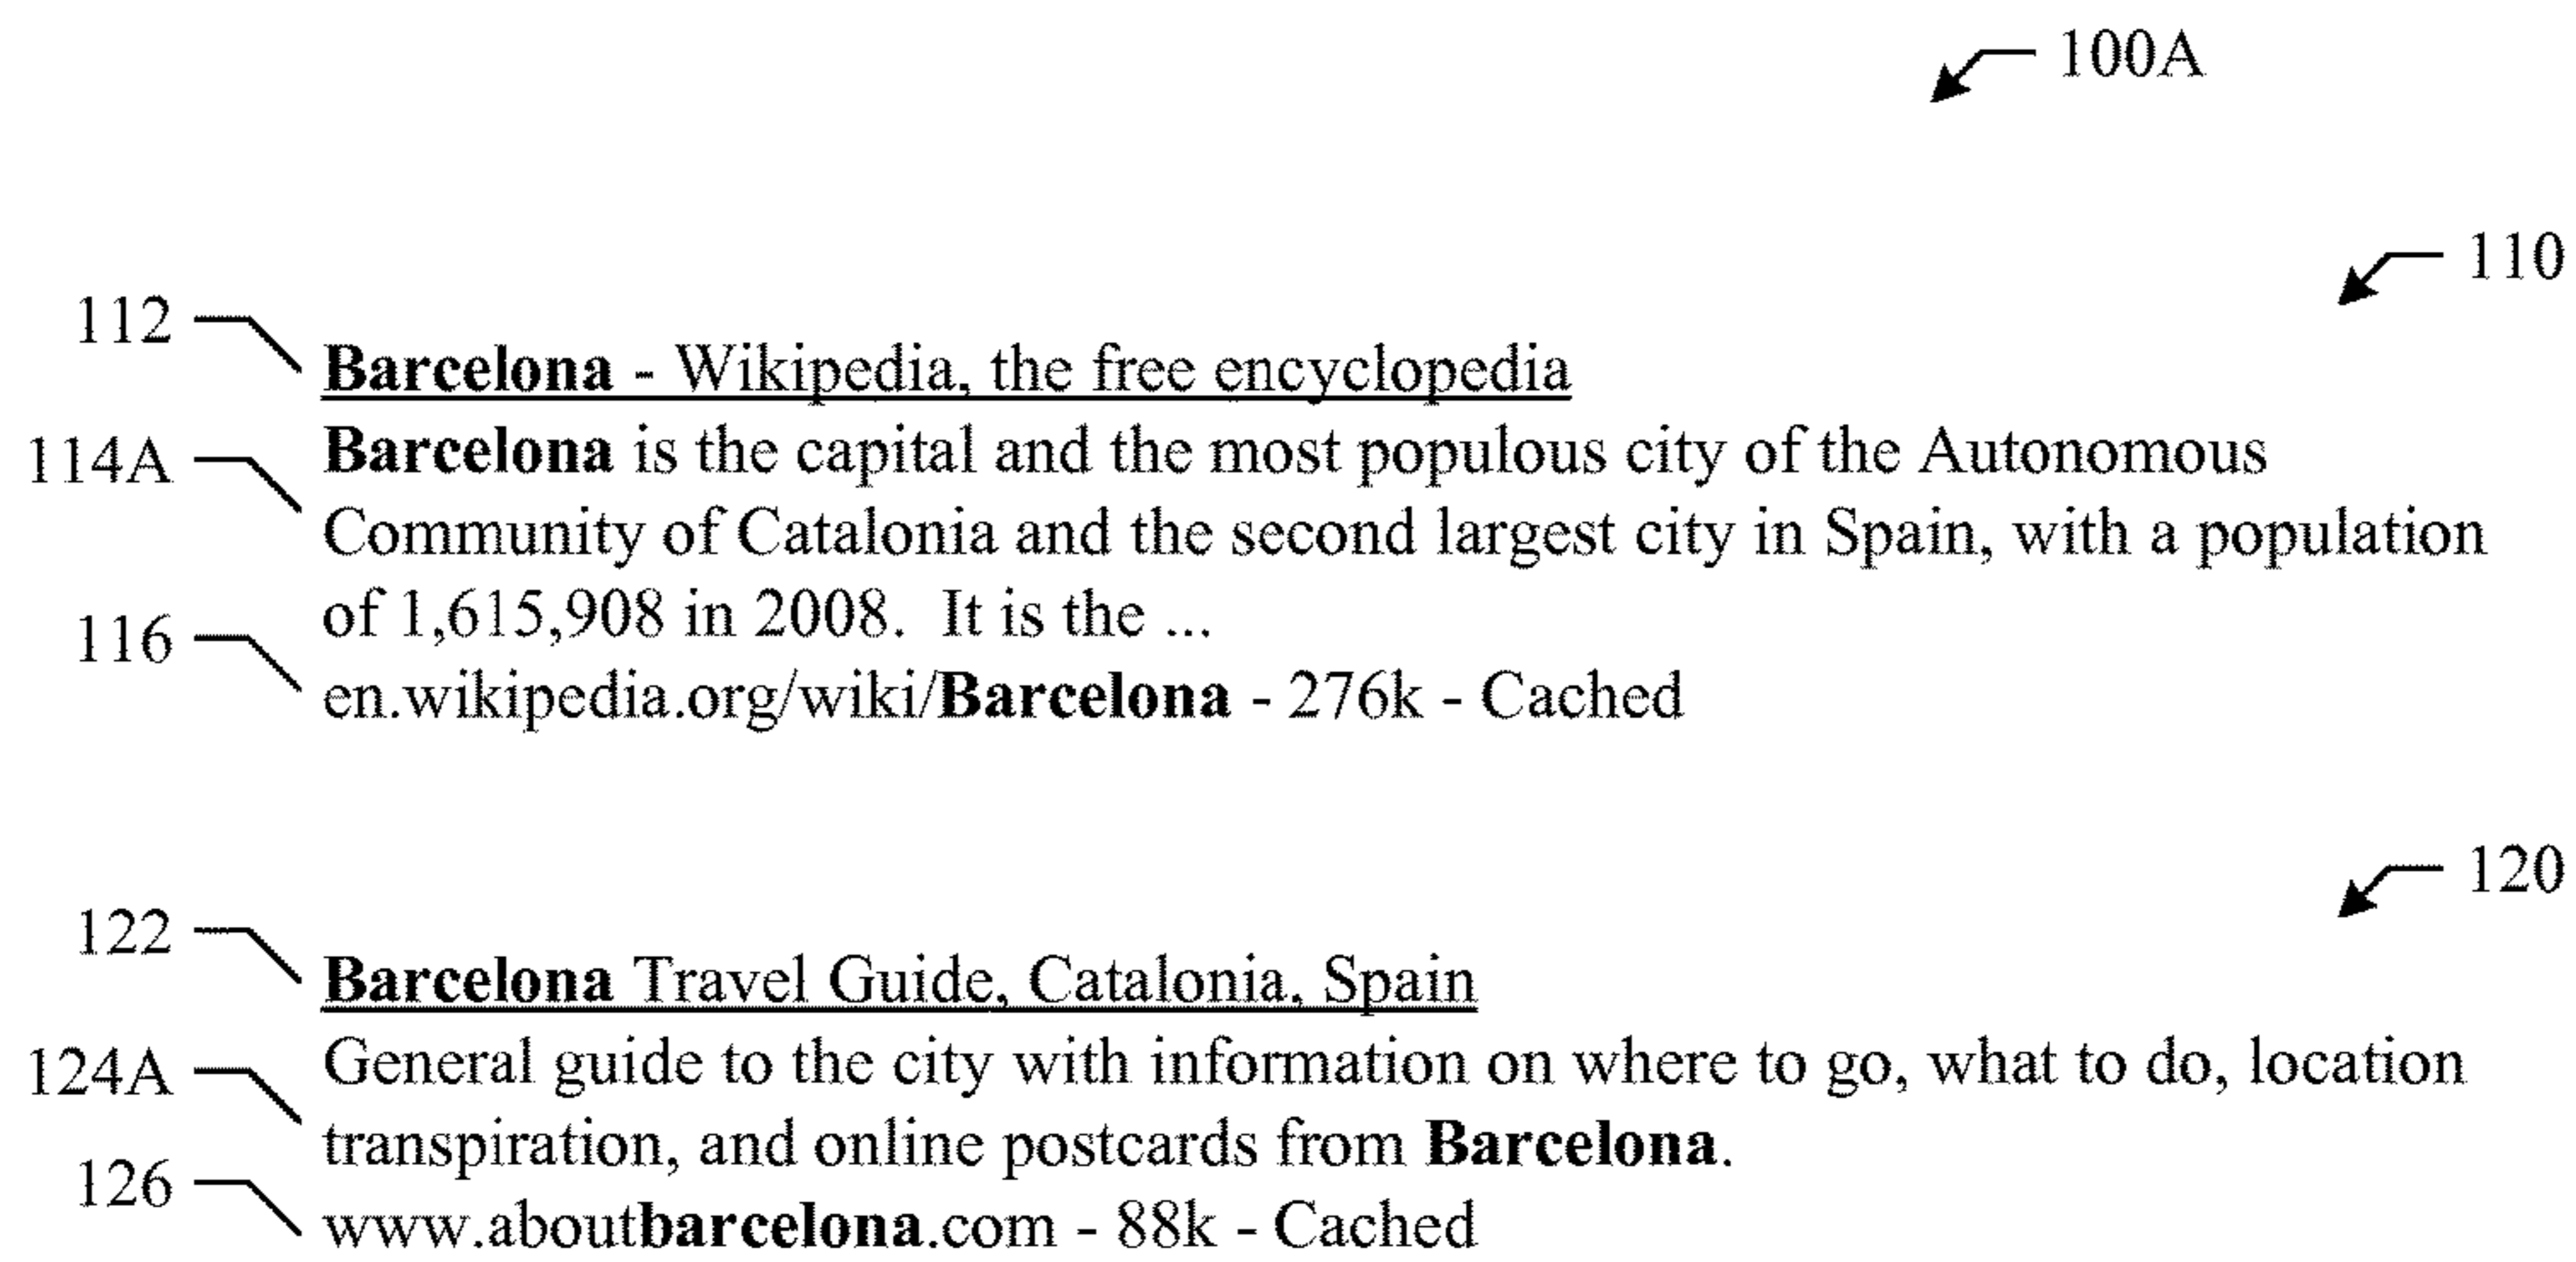 100A
110
112
Barcelona - Wikipedia, the free encyclopedia
114A
Barcelona is the capital and the most populous city of the Autonomous
Community of Catalonia and the second largest city in Spain, with a population
of 1,615,908 in 2008.  It is the ...
116
en.wikipedia.org/wiki/Barcelona - 276k - Cached
120
122
Barcelona Travel Guide, Catalonia, Spain
124A
General guide to the city with information on where to go, what to do, location
transpiration, and online postcards from Barcelona.
126
www.aboutbarcelona.com - 88k - Cached